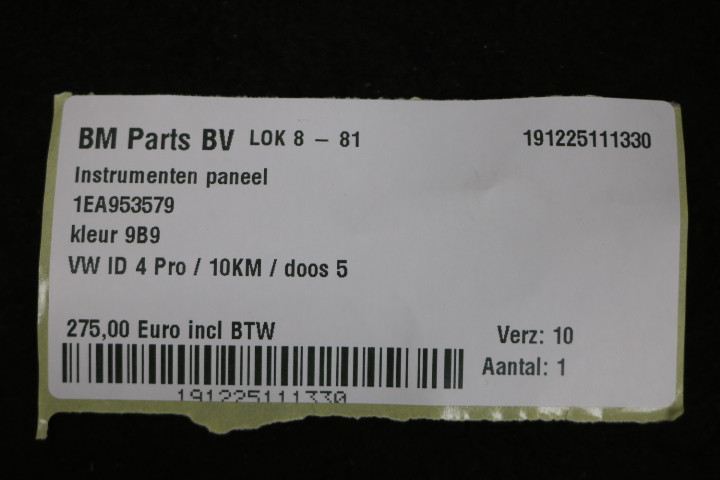 BM Parts BV LOK 8 – 81 191225111330
Instrumenten paneel
1EA953579
kleur 9B9
VW ID 4 Pro / 10KM / doos 5
275,00 Euro incl BTW Verz: 10
Aantal: 1
191225111330